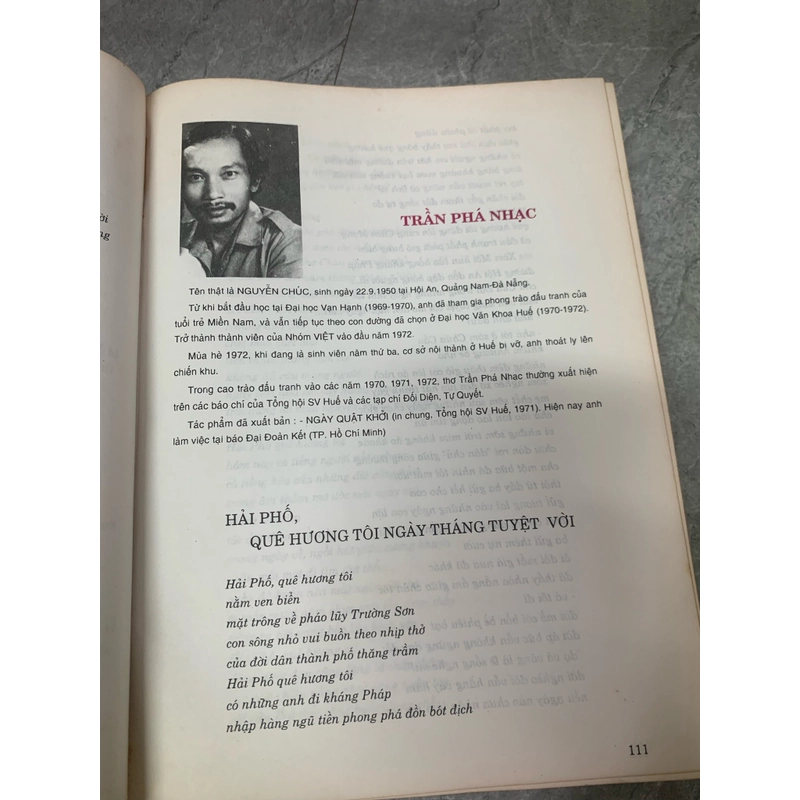 ời
ng
TRẦN PHÁ NHẠC
Tên thật là NGUYỄN CHÚC, sinh ngày 22.9.1950 tại Hội An, Quảng Nam-Đà Nẵng.
Từ khi bắt đầu học tại Đại học Vạn Hạnh (1969-1970), anh đã tham gia phong trào đấu tranh của
tuổi trẻ Miền Nam, và vẫn tiếp tục theo con đường đã chọn ở Đại học Văn Khoa Huế (1970-1972).
Trở thành thành viên của Nhóm VIỆT vào đầu năm 1972.
Mùa hè 1972, khi đang là sinh viên năm thứ ba, cơ sở nội thành ở Huế bị vỡ, anh thoát ly lên
chiến khu.
Trong cao trào đấu tranh vào các năm 1970, 1971, 1972, thơ Trần Phá Nhạc thường xuất hiện
trên các báo chí của Tổng hội SV Huế và các tạp chí Đối Diện, Tự Quyết.
Tác phẩm đã xuất bản : - NGÀY QUẬT KHỞI (in chung, Tổng hội SV Huế, 1971). Hiện nay anh
làm việc tại báo Đại Đoàn Kết (TP. Hồ Chí Minh)
HẢI PHỐ,
QUÊ HƯƠNG TÔI NGÀY THÁNG TUYỆT VỜI
Hải Phố, quê hương tôi
nằm ven biển
mặt trông về pháo lũy Trường Sơn
con sông nhỏ vui buồn theo nhịp thở
của đời dân thành phố thăng trầm
Hải Phố quê hương tôi
có những anh đi kháng Pháp
nhập hàng ngũ tiền phong phá đồn bót địch
111